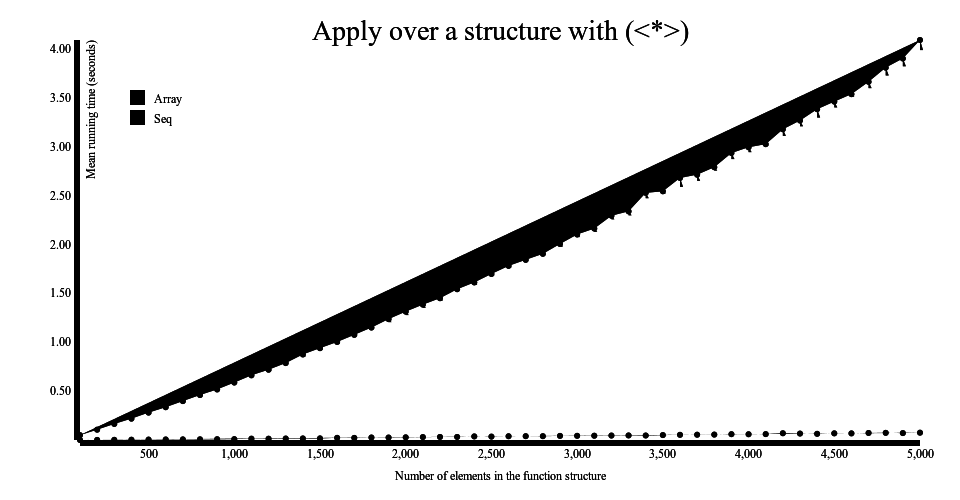 Apply over a structure with (<*>)
Mean running time (seconds)
4.00
3.50
3.00
2.50
2.00
1.50
1.00
0.50
Array
Seq
500 1,000 1,500 2,000 2,500 3,000 3,500 4,000 4,500 5,000
Number of elements in the function structure